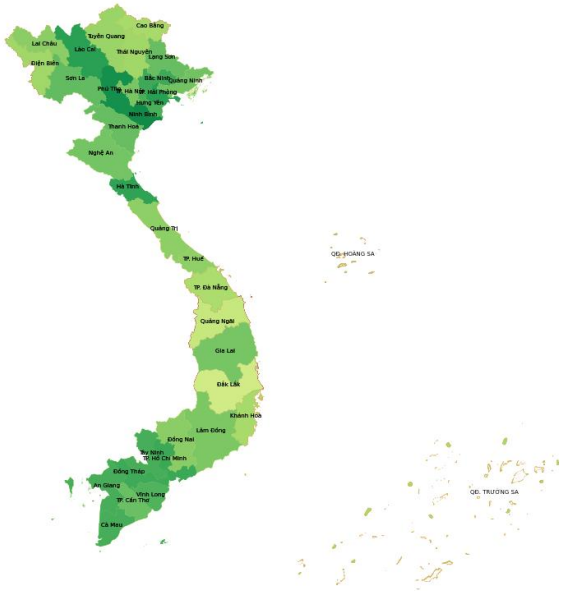 Cao Bằng
Tuyên Quang
Lai Châu
Lào Cai
Thái Nguyên
Lạng Sơn
Điện Biên
Sơn La
Bắc Ninh
Quảng Ninh
Phú Thọ
TP. Hà Nội
TP. Hải Phòng
Hưng Yên
Ninh Bình
Thanh Hoá
Nghệ An
Hà Tĩnh
Quảng Trị
TP. Huế
QĐ. HOÀNG SA
TP. Đà Nẵng
Quảng Ngãi
Gia Lai
Đắk Lắk
Khánh Hoà
Lâm Đồng
Đồng Nai
Tây Ninh
TP. Hồ Chí Minh
Đồng Tháp
An Giang
Vĩnh Long
TP. Cần Thơ
QĐ. TRƯỜNG SA
Cà Mau